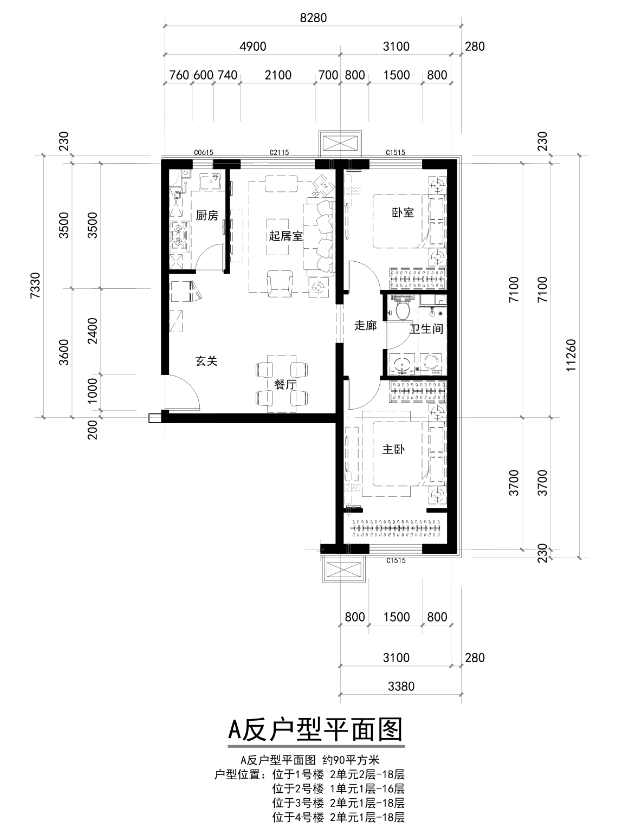 8280
4900 3100 280
760 600 740 2100 700 800 1500 800
230 230
C0615 C2115 C1515
厨房 起居室 卧室
3500 3500
7330
7100 7100
走廊 卫生间
2400
3600
玄关
餐厅
11260
1000
200
主卧
3700 3700
230
C1515
800 1500 800
3100 280
3380
A反户型平面图
A反户型平面图 约90平方米
户型位置：位于1号楼 2单元2层-18层
位于2号楼 1单元1层-16层
位于3号楼 2单元1层-18层
位于4号楼 2单元1层-18层